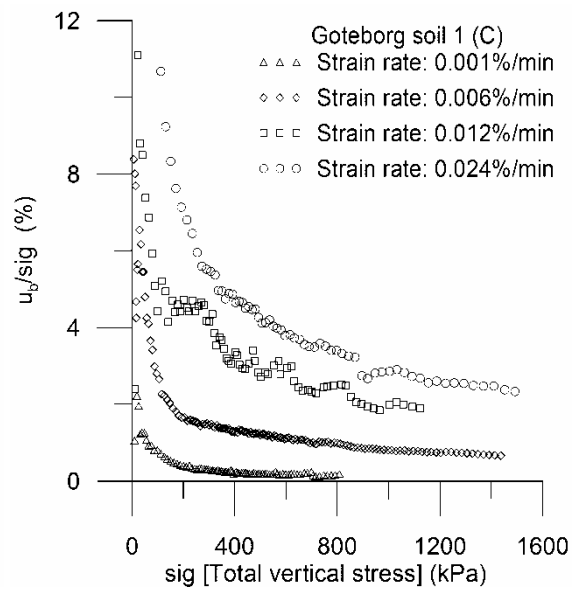 12
Goteborg soil 1 (C)
Strain rate: 0.001%/min
Strain rate: 0.006%/min
Strain rate: 0.012%/min
8
Strain rate: 0.024%/min
u_b/sig (%)
4
0
0 400 800 1200 1600
sig [Total vertical stress] (kPa)